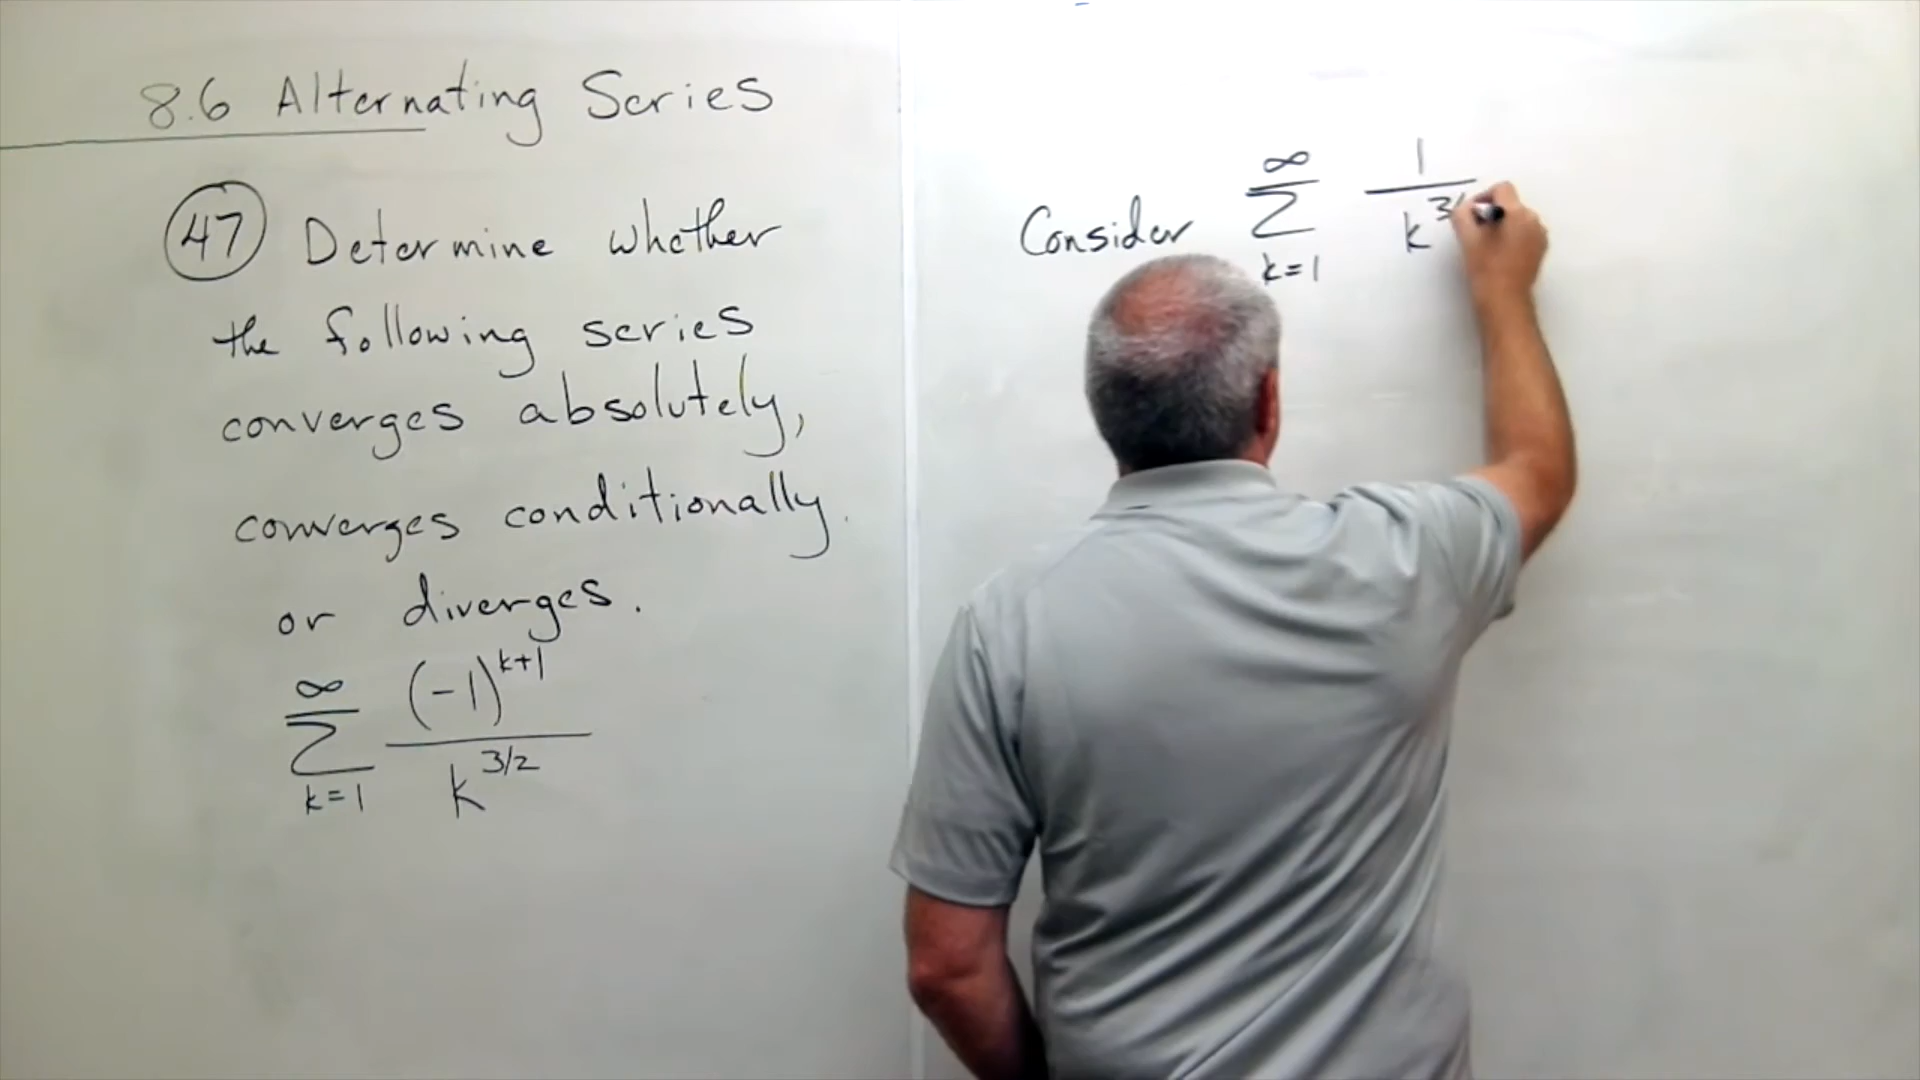 8.6 Alternating Series
47 Determine whether
the following series
converges absolutely,
converges conditionally.
or diverges.
∞
∑
k=1
(-1)^{k+1}
k^{3/2}
Consider
∞
∑
k=1
1
k^{3/